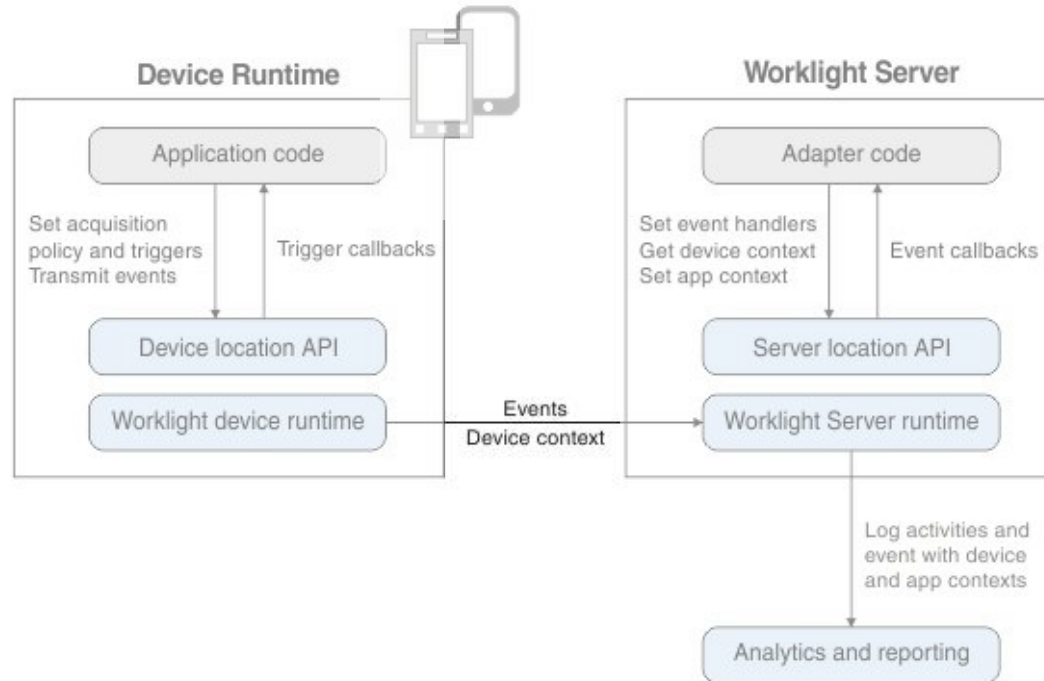 Device Runtime
Application code
Set acquisition
policy and triggers
Transmit events
Trigger callbacks
Device location API
Worklight device runtime
Events
Device context
Worklight Server
Adapter code
Set event handlers
Get device context
Set app context
Event callbacks
Server location API
Worklight Server runtime
Log activities and
event with device
and app contexts
Analytics and reporting